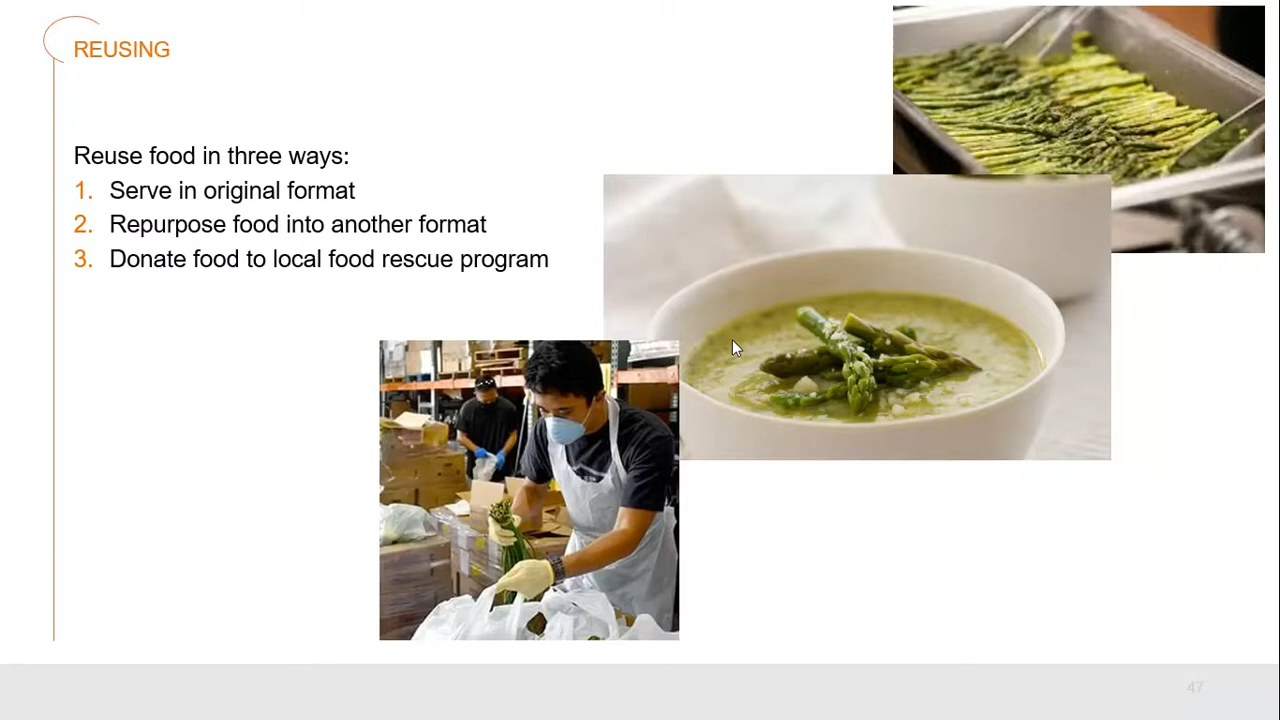 REUSING
Reuse food in three ways:
1. Serve in original format
2. Repurpose food into another format
3. Donate food to local food rescue program
47